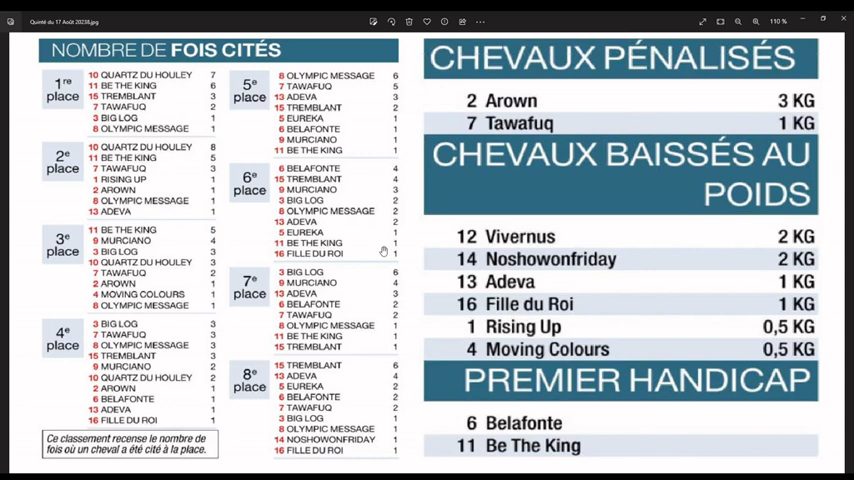 Quinté du 17 Août 20238.jpg
110 %
NOMBRE DE FOIS CITÉS
1re place
10 QUARTZ DU HOULEY 7
11 BE THE KING 6
15 TREMBLANT 3
7 TAWAFUQ 2
3 BIG LOG 1
8 OLYMPIC MESSAGE 1
2e place
10 QUARTZ DU HOULEY 8
11 BE THE KING 5
7 TAWAFUQ 3
1 RISING UP 1
2 AROWN 1
8 OLYMPIC MESSAGE 1
13 ADEVA 1
3e place
11 BE THE KING 5
9 MURCIANO 4
3 BIG LOG 3
10 QUARTZ DU HOULEY 3
7 TAWAFUQ 2
2 AROWN 1
4 MOVING COLOURS 1
8 OLYMPIC MESSAGE 1
4e place
3 BIG LOG 3
7 TAWAFUQ 3
8 OLYMPIC MESSAGE 3
15 TREMBLANT 3
9 MURCIANO 2
10 QUARTZ DU HOULEY 2
2 AROWN 1
6 BELAFONTE 1
13 ADEVA 1
16 FILLE DU ROI 1
Ce classement recense le nombre de
fois où un cheval a été cité à la place.
5e place
8 OLYMPIC MESSAGE 6
7 TAWAFUQ 5
13 ADEVA 3
15 TREMBLANT 2
5 EUREKA 1
6 BELAFONTE 1
9 MURCIANO 1
11 BE THE KING 1
6e place
6 BELAFONTE 4
15 TREMBLANT 4
9 MURCIANO 3
3 BIG LOG 2
8 OLYMPIC MESSAGE 2
13 ADEVA 2
5 EUREKA 1
11 BE THE KING 1
16 FILLE DU ROI 1
7e place
3 BIG LOG 6
9 MURCIANO 4
13 ADEVA 3
6 BELAFONTE 2
7 TAWAFUQ 2
8 OLYMPIC MESSAGE 1
11 BE THE KING 1
15 TREMBLANT 1
8e place
15 TREMBLANT 6
13 ADEVA 4
5 EUREKA 2
6 BELAFONTE 2
7 TAWAFUQ 2
3 BIG LOG 1
8 OLYMPIC MESSAGE 1
14 NOSHOWONFRIDAY 1
16 FILLE DU ROI 1
CHEVAUX PÉNALISÉS
2 Arown 3 KG
7 Tawafuq 1 KG
CHEVAUX BAISSÉS AU
POIDS
12 Vivernus 2 KG
14 Noshowonfriday 2 KG
13 Adeva 1 KG
16 Fille du Roi 1 KG
1 Rising Up 0,5 KG
4 Moving Colours 0,5 KG
PREMIER HANDICAP
6 Belafonte
11 Be The King